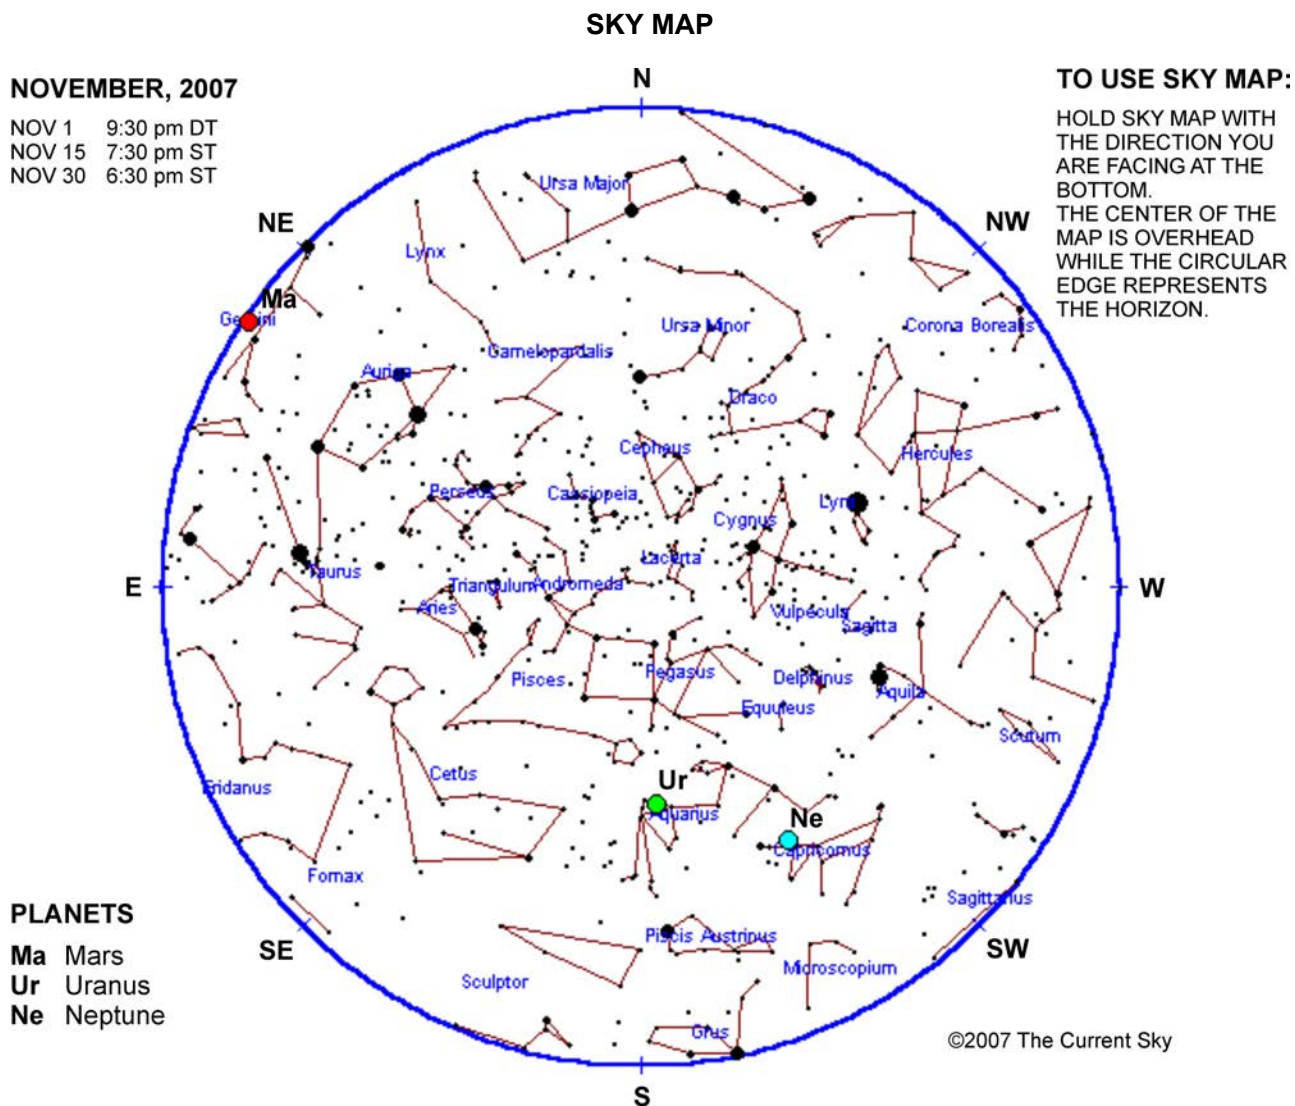 SKY MAP
NOVEMBER, 2007
NOV 1 9:30 pm DT
NOV 15 7:30 pm ST
NOV 30 6:30 pm ST
TO USE SKY MAP:
HOLD SKY MAP WITH
THE DIRECTION YOU
ARE FACING AT THE
BOTTOM.
THE CENTER OF THE
MAP IS OVERHEAD
WHILE THE CIRCULAR
EDGE REPRESENTS
THE HORIZON.
N
NE
NW
Ursa Major
Lynx
Ma
Gemini
Ursa Minor
Corona Borealis
Camelopardalis
Auriga
Draco
Cepheus
Hercules
Perseus
Cassiopeia
Cygnus
Lacerta
E
W
Taurus
Triangulum
Andromeda
Aries
Vulpecula
Sagitta
Pisces
Pegasus
Delphinus
Aquila
Equuleus
Scutum
Cetus
Eridanus
Ur
Aquarius
Ne
Capricornus
Fornax
Sagittarius
Piscis Austrinus
Microscopium
Sculptor
Grus
SE
SW
S
PLANETS
Ma Mars
Ur Uranus
Ne Neptune
©2007 The Current Sky